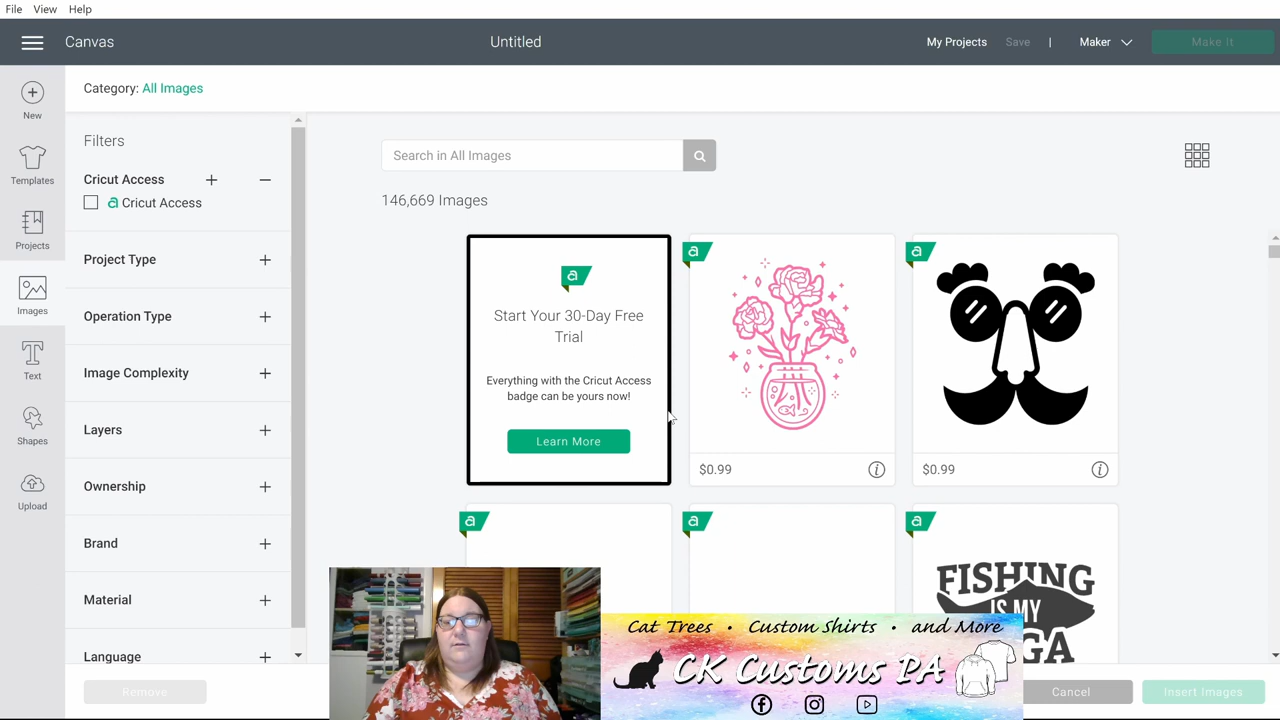 File View Help
Canvas
Untitled
My Projects Save | Maker Make It
New
Templates
Projects
Images
Text
Shapes
Upload
Category: All Images
Filters
Cricut Access + −
a Cricut Access
Project Type +
Operation Type +
Image Complexity +
Layers +
Ownership +
Brand +
Material +
Language +
Remove
Search in All Images
146,669 Images
a
Start Your 30-Day Free
Trial
Everything with the Cricut Access
badge can be yours now!
Learn More
a
$0.99
a
$0.99
a
a
a
FISHING
IS MY
Cat Trees • Custom Shirts • and More
CK Customs PA
Cancel
Insert Images